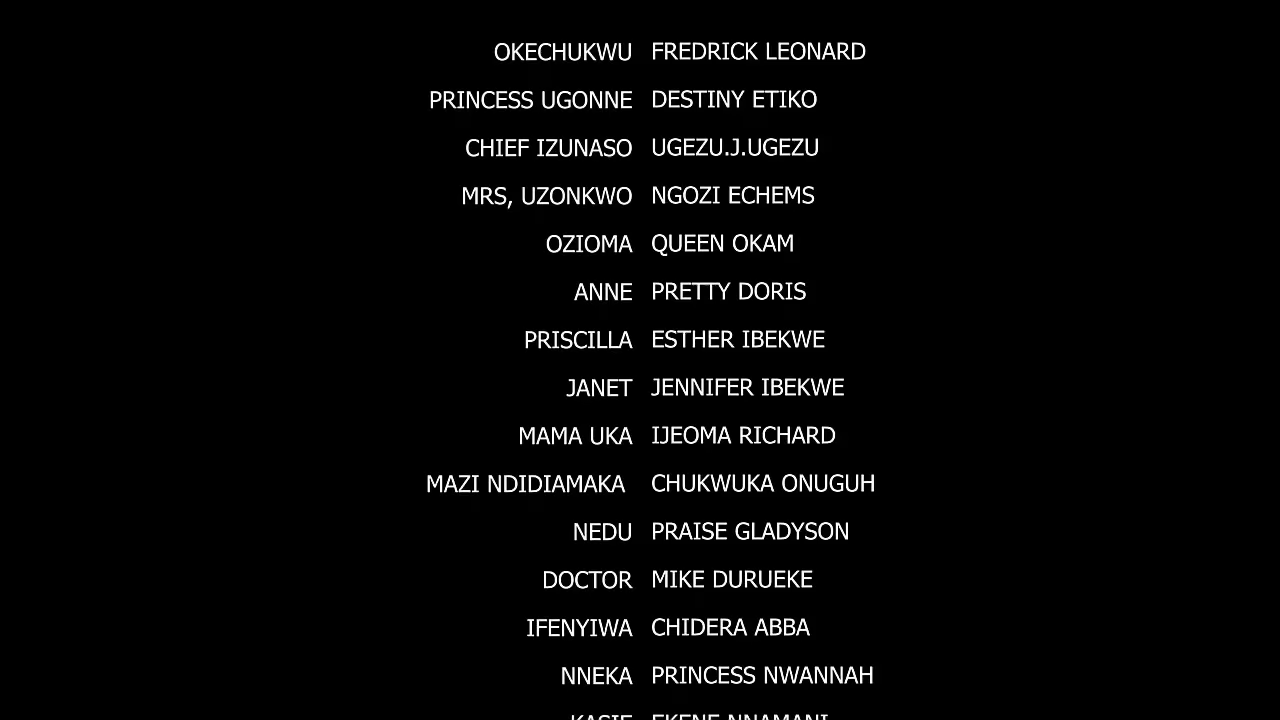 OKECHUKWU FREDRICK LEONARD
PRINCESS UGONNE DESTINY ETIKO
CHIEF IZUNASO UGEZU.J.UGEZU
MRS, UZONKWO NGOZI ECHEMS
OZIOMA QUEEN OKAM
ANNE PRETTY DORIS
PRISCILLA ESTHER IBEKWE
JANET JENNIFER IBEKWE
MAMA UKA IJEOMA RICHARD
MAZI NDIDIAMAKA CHUKWUKA ONUGUH
NEDU PRAISE GLADYSON
DOCTOR MIKE DURUEKE
IFENYIWA CHIDERA ABBA
NNEKA PRINCESS NWANNAH